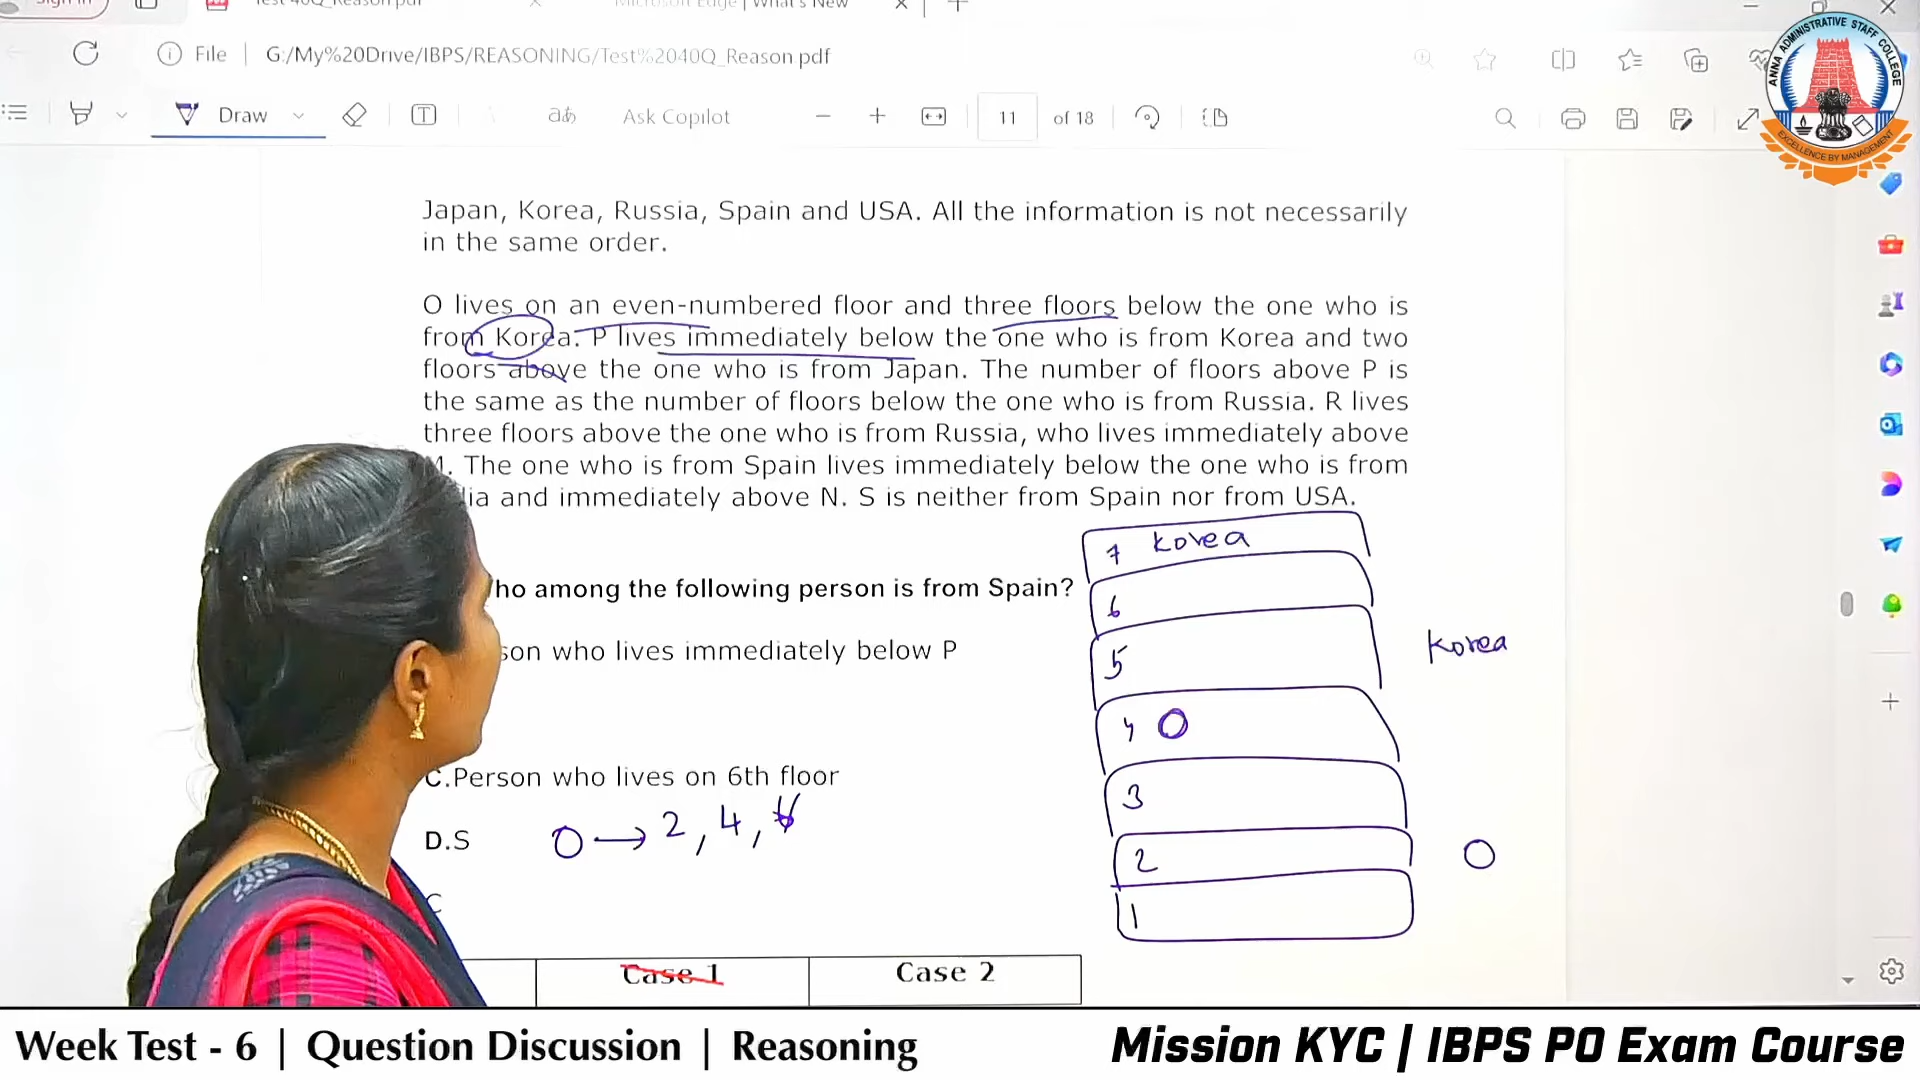 File G:/My%20Drive/IBPS/REASONING/Test%2040Q_Reason.pdf
Draw Ask Copilot 11 of 18
ANNA ADMINISTRATIVE STAFF COLLEGE
EXCELLENCE BY MANAGEMENT
Japan, Korea, Russia, Spain and USA. All the information is not necessarily
in the same order.
O lives on an even-numbered floor and three floors below the one who is
from Korea. P lives immediately below the one who is from Korea and two
floors above the one who is from Japan. The number of floors above P is
the same as the number of floors below the one who is from Russia. R lives
three floors above the one who is from Russia, who lives immediately above
M. The one who is from Spain lives immediately below the one who is from
and immediately above N. S is neither from Spain nor from USA.
among the following person is from Spain?
who lives immediately below P
C.Person who lives on 6th floor
D.S
C
O → 2, 4, 6
7 Korea
6
5 Korea
4 O
3
2 O
1
Case 1 Case 2
Week Test - 6 | Question Discussion | Reasoning
Mission KYC | IBPS PO Exam Course